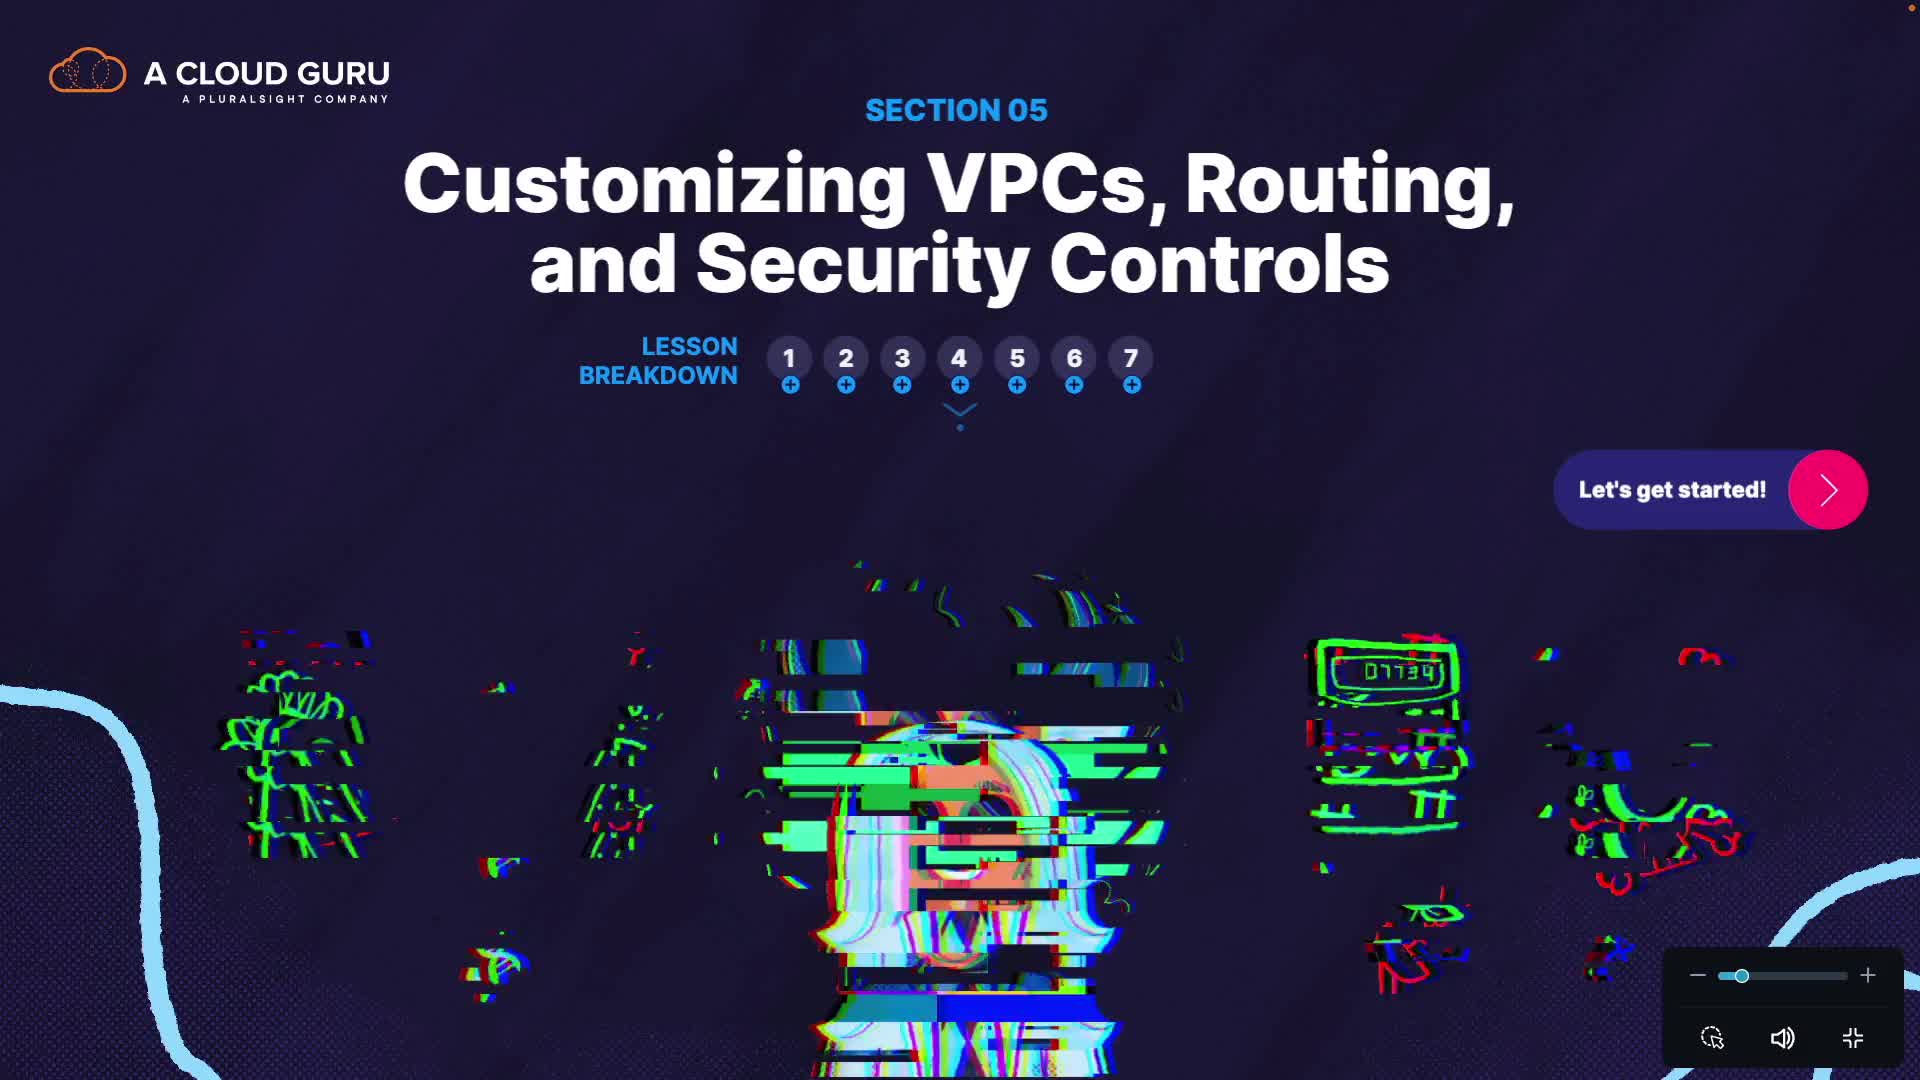 A CLOUD GURU
A PLURALSIGHT COMPANY
SECTION 05
Customizing VPCs, Routing,
and Security Controls
LESSON
BREAKDOWN
1 2 3 4 5 6 7
Let's get started!
07734